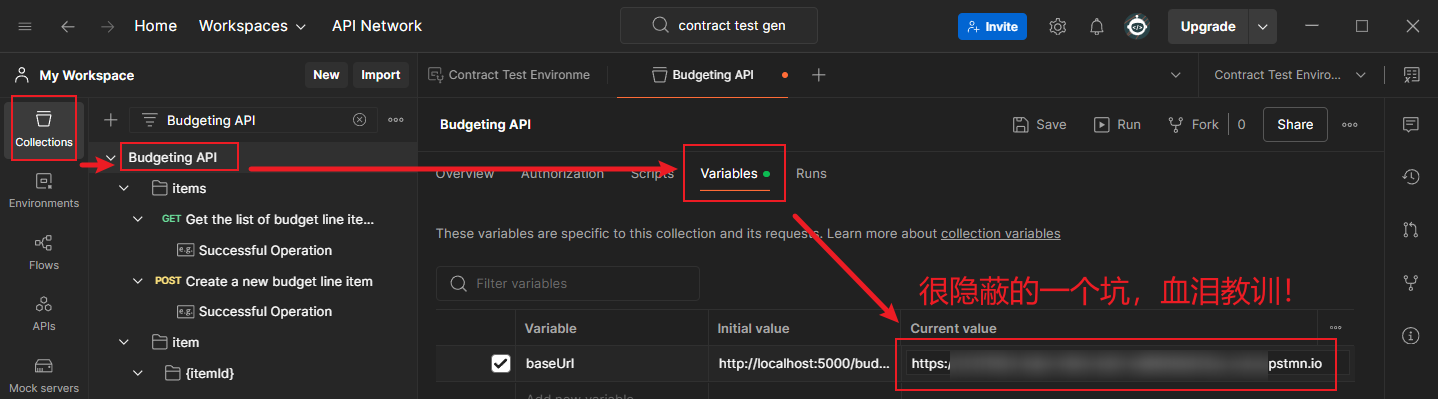 Home Workspaces API Network contract test gen Invite Upgrade
My Workspace New Import Contract Test Environme Budgeting API Contract Test Enviro...
Collections
Budgeting API
Budgeting API Save Run Fork 0 Share
Budgeting API
Overview Authorization Scripts Variables Runs
Environments
items
GET Get the list of budget line ite...
These variables are specific to this collection and its requests. Learn more about collection variables
e.g. Successful Operation
Flows
POST Create a new budget line item
Filter variables
很隐蔽的一个坑，血泪教训！
e.g. Successful Operation
APIs
Variable Initial value Current value
item
baseUrl http://localhost:5000/bud... https:/ pstmn.io
{itemId}
Mock servers
Add new variable